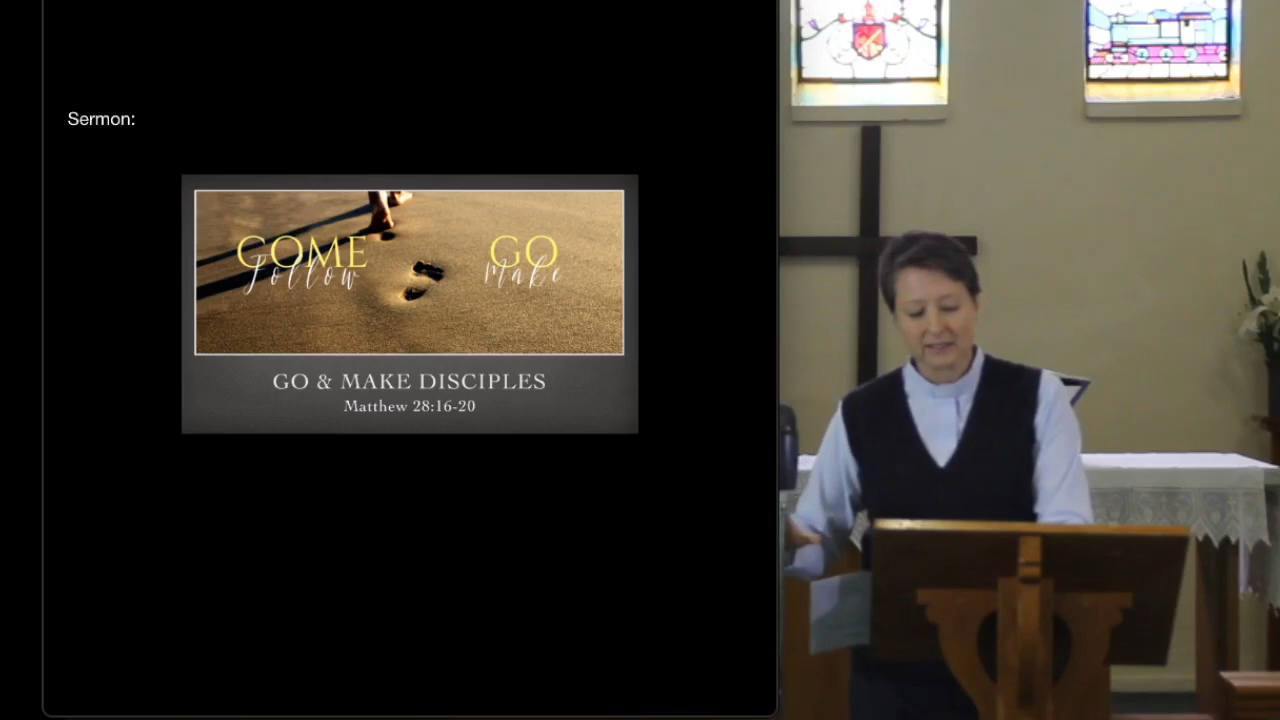 Sermon:
COME GO
Follow Make
GO & MAKE DISCIPLES
Matthew 28:16-20